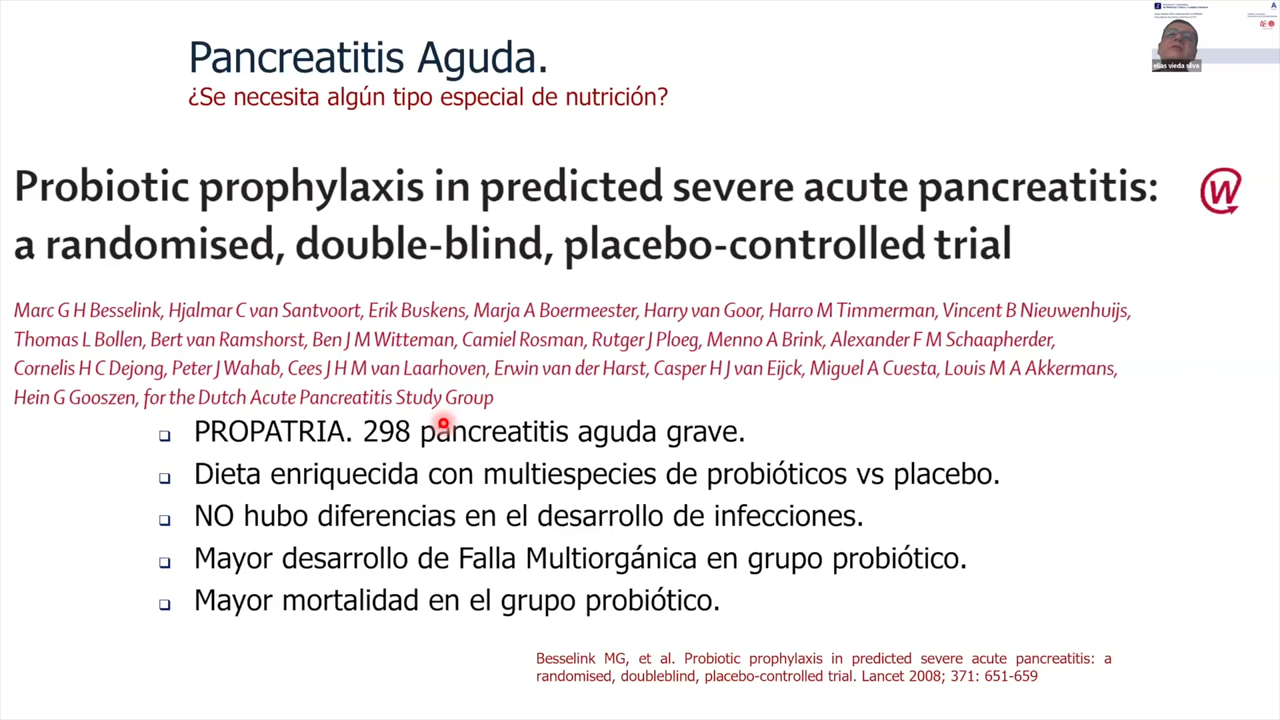 Pancreatitis Aguda.
¿Se necesita algún tipo especial de nutrición?
elias vieda silva
Probiotic prophylaxis in predicted severe acute pancreatitis:
a randomised, double-blind, placebo-controlled trial
W
Marc G H Besselink, Hjalmar C van Santvoort, Erik Buskens, Marja A Boermeester, Harry van Goor, Harro M Timmerman, Vincent B Nieuwenhuijs,
Thomas L Bollen, Bert van Ramshorst, Ben J M Witteman, Camiel Rosman, Rutger J Ploeg, Menno A Brink, Alexander F M Schaapherder,
Cornelis H C Dejong, Peter J Wahab, Cees J H M van Laarhoven, Erwin van der Harst, Casper H J van Eijck, Miguel A Cuesta, Louis M A Akkermans,
Hein G Gooszen, for the Dutch Acute Pancreatitis Study Group
PROPATRIA. 298 pancreatitis aguda grave.
Dieta enriquecida con multiespecies de probióticos vs placebo.
NO hubo diferencias en el desarrollo de infecciones.
Mayor desarrollo de Falla Multiorgánica en grupo probiótico.
Mayor mortalidad en el grupo probiótico.
Besselink MG, et al. Probiotic prophylaxis in predicted severe acute pancreatitis: a
randomised, doubleblind, placebo-controlled trial. Lancet 2008; 371: 651-659